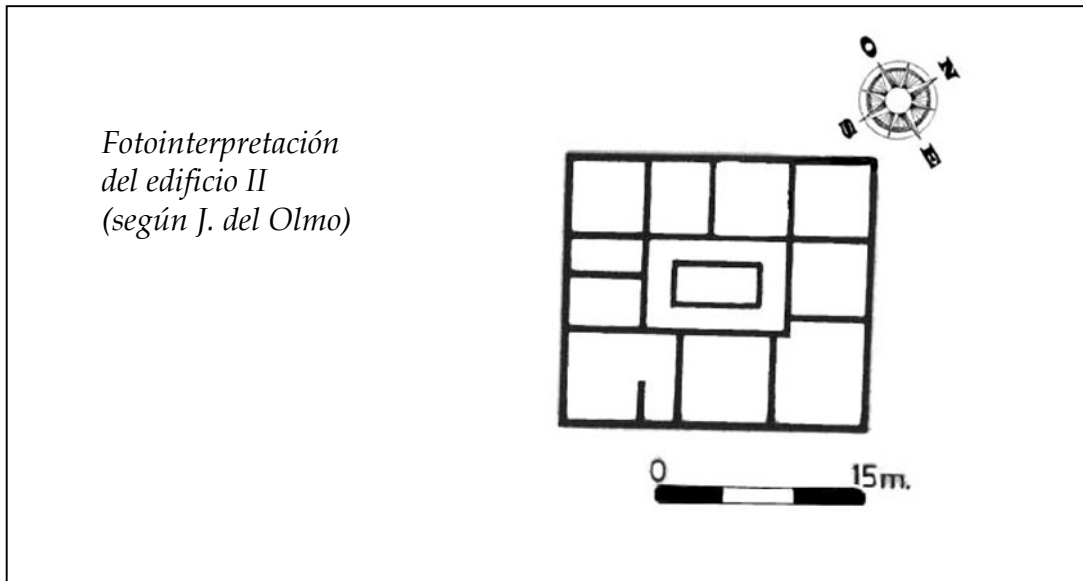 Fotointerpretación
del edificio II
(según J. del Olmo)
O
N
S
E
0 15m.